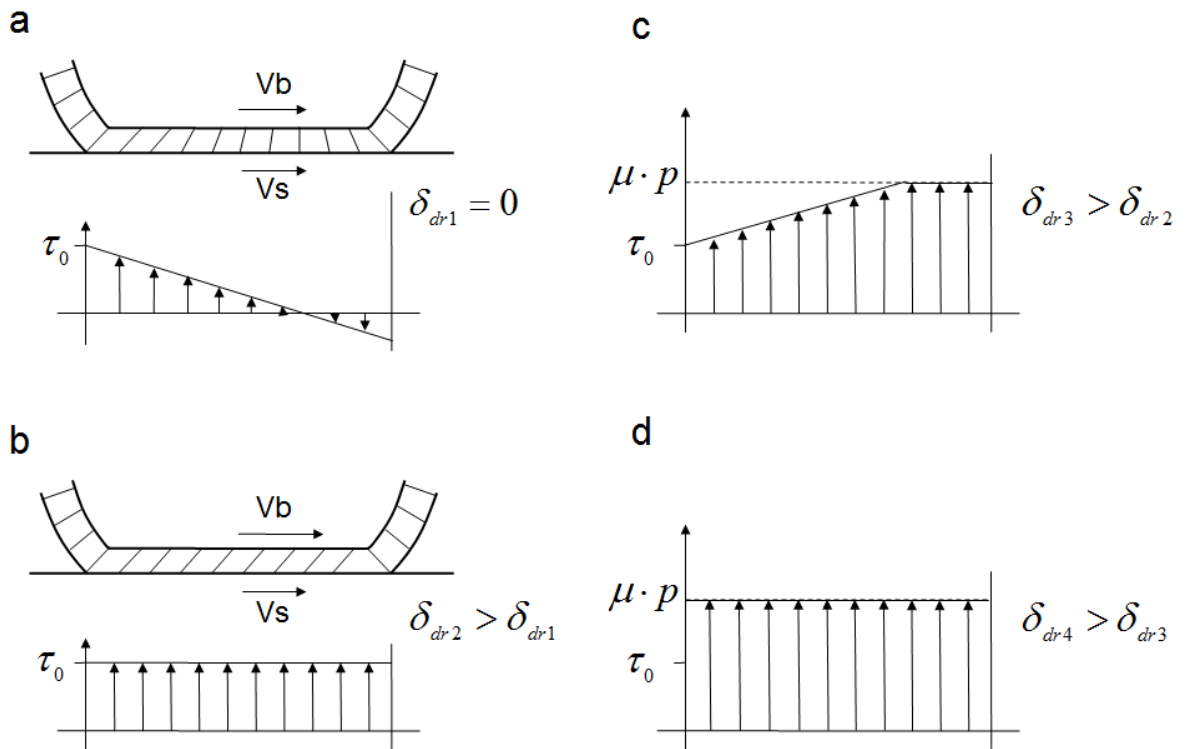 a
Vb
Vs
δdr1 = 0
τ0
b
Vb
Vs
δdr2 > δdr1
τ0
c
μ · p
τ0
δdr3 > δdr2
d
μ · p
τ0
δdr4 > δdr3